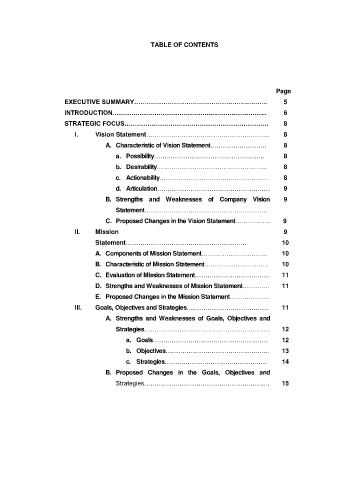 TABLE OF CONTENTS
Page
EXECUTIVE SUMMARY…………………………………………………… 5
INTRODUCTION……………………………………………………………. 6
STRATEGIC FOCUS……………………………………………………….. 8
I. Vision Statement……………………………………………….. 8
A. Characteristic of Vision Statement……………………. 8
a. Possibility…………………………………………. 8
b. Desirability………………………………………… 8
c. Actionability……………………………………….. 8
d. Articulation………………………………………… 9
B. Strengths and Weaknesses of Company Vision 9
Statement……………………………………………….
C. Proposed Changes in the Vision Statement…………… 9
II. Mission 9
Statement……………………………………………… 10
A. Components of Mission Statement……………………… 10
B. Characteristic of Mission Statement……………………. 10
C. Evaluation of Mission Statement………………………… 11
D. Strengths and Weaknesses of Mission Statement………… 11
E. Proposed Changes in the Mission Statement………………
III. Goals, Objectives and Strategies……………………………… 11
A. Strengths and Weaknesses of Goals, Objectives and
Strategies……………………………………………… 12
a. Goals…………………………………………… 12
b. Objectives……………………………………… 13
c. Strategies……………………………………… 14
B. Proposed Changes in the Goals, Objectives and
Strategies……………………………………………… 15